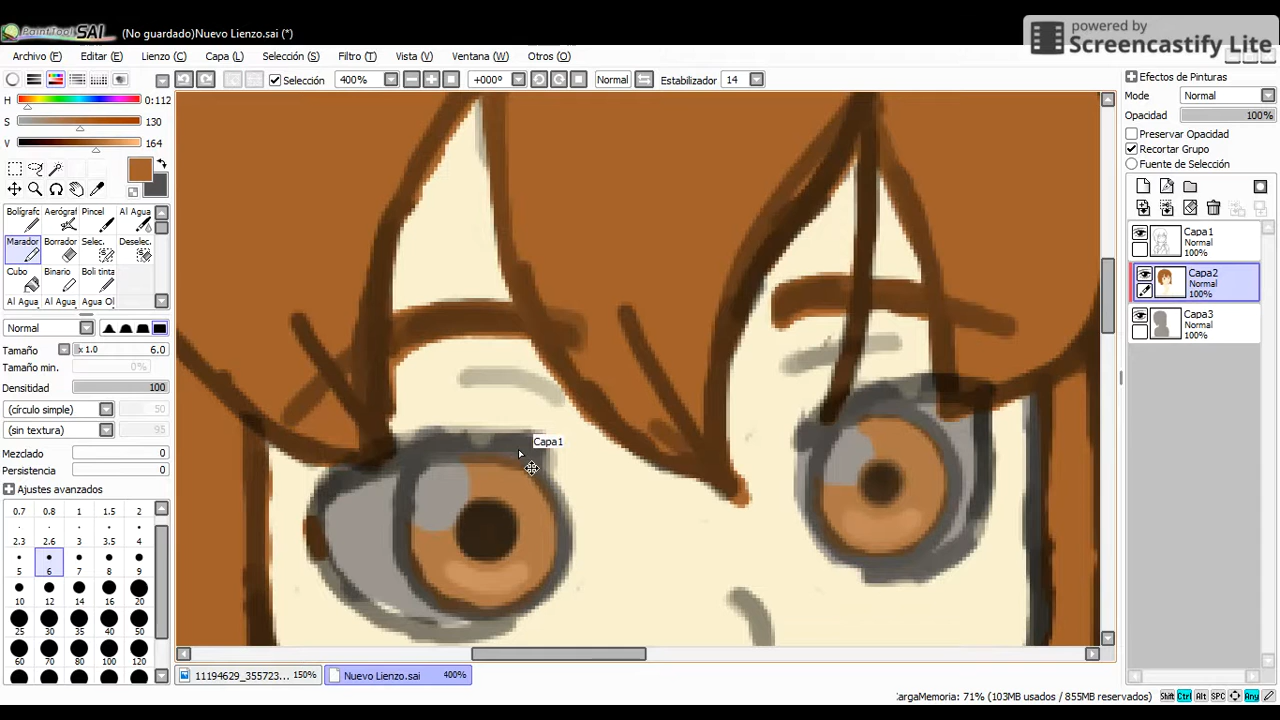 powered by
Screencastify Lite
PaintTool SAI (No guardado)Nuevo Lienzo.sai (*)
Archivo (F) Editar (E) Lienzo (C) Capa (L) Selección (S) Filtro (T) Vista (V) Ventana (W) Otros (O)
Selección 400% +000º Normal Estabilizador 14
H 0:112
S 130
V 164
Bolígrafc Aerógraf Pincel Al Agua
Marador Borrador Selec. Deselec.
Cubo Binario Boli tinta
Al Agua Al Agua Agua Ol
Normal
Tamaño x 1.0 6.0
Tamaño min. 0%
Densitidad 100
(círculo simple) 50
(sin textura) 95
Mezclado 0
Persistencia 0
Ajustes avanzados
0.7 0.8 1 1.5 2
2.3 2.6 3 3.5 4
5 6 7 8 9
10 12 14 16 20
25 30 35 40 50
60 70 80 100 120
Capa1
Efectos de Pinturas
Mode Normal
Opacidad 100%
Preservar Opacidad
Recortar Grupo
Fuente de Selección
Capa1
Normal
100%
Capa2
Normal
100%
Capa3
Normal
100%
11194629_355723... 150% Nuevo Lienzo.sai 400%
CargaMemoria: 71% (103MB usados / 855MB reservados) Shift Ctrl Alt SPC Any